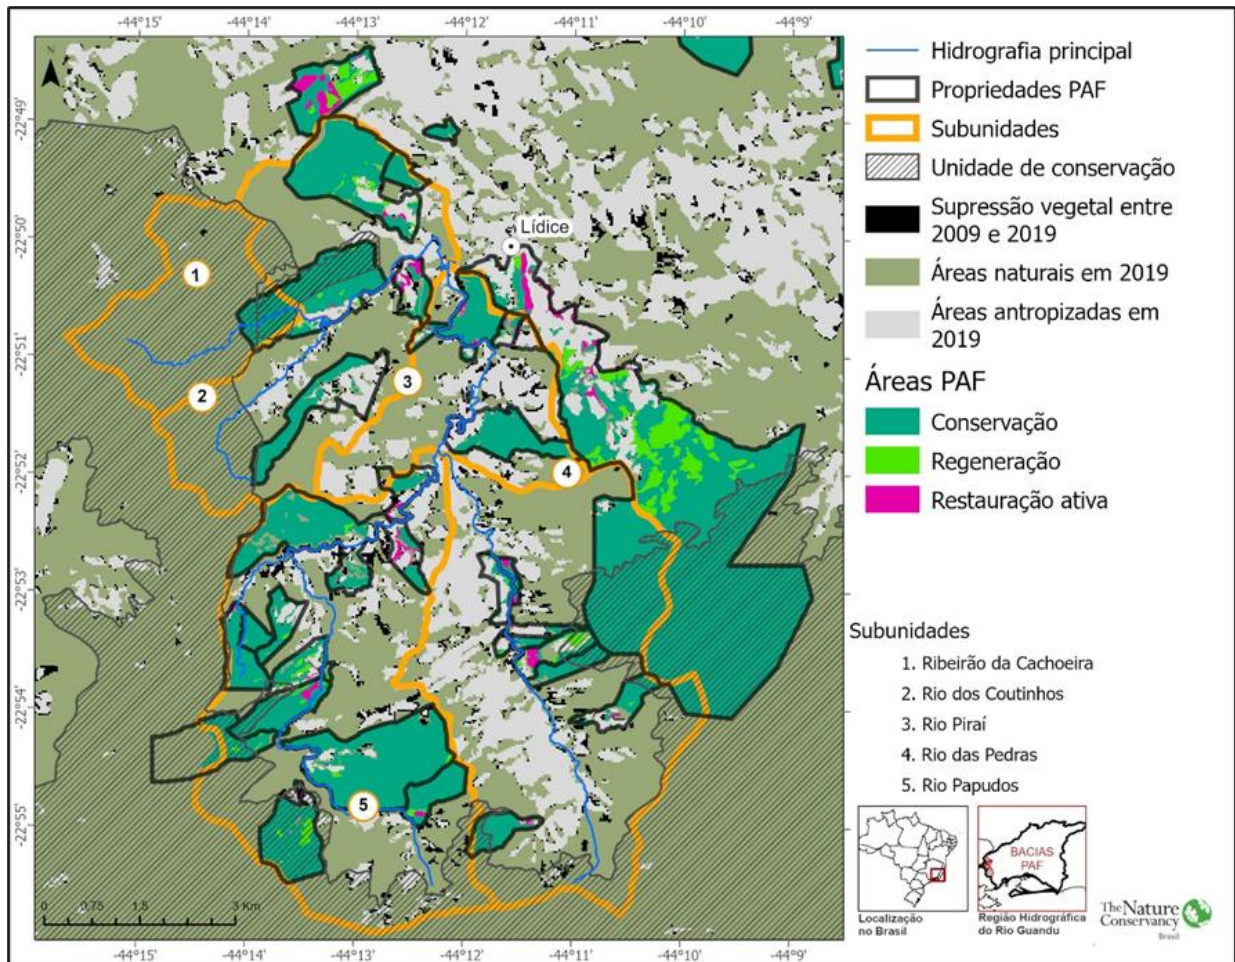 -44°15' -44°14' -44°13' -44°12' -44°11' -44°10' -44°9'
-22°49'
-22°50'
-22°51'
-22°52'
-22°53'
-22°54'
-22°55'
N
Lídice
1
2
3
4
5
0 0,75 1,5 3 Km
-44°15' -44°14' -44°13' -44°12' -44°11' -44°10' -44°9'
Hidrografia principal
Propriedades PAF
Subunidades
Unidade de conservação
Supressão vegetal entre
2009 e 2019
Áreas naturais em 2019
Áreas antropizadas em
2019
Áreas PAF
Conservação
Regeneração
Restauração ativa
Subunidades
1. Ribeirão da Cachoeira
2. Rio dos Coutinhos
3. Rio Piraí
4. Rio das Pedras
5. Rio Papudos
BACIAS
PAF
Localização
no Brasil
Região Hidrográfica
do Rio Guandu
The Nature
Conservancy
Brasil